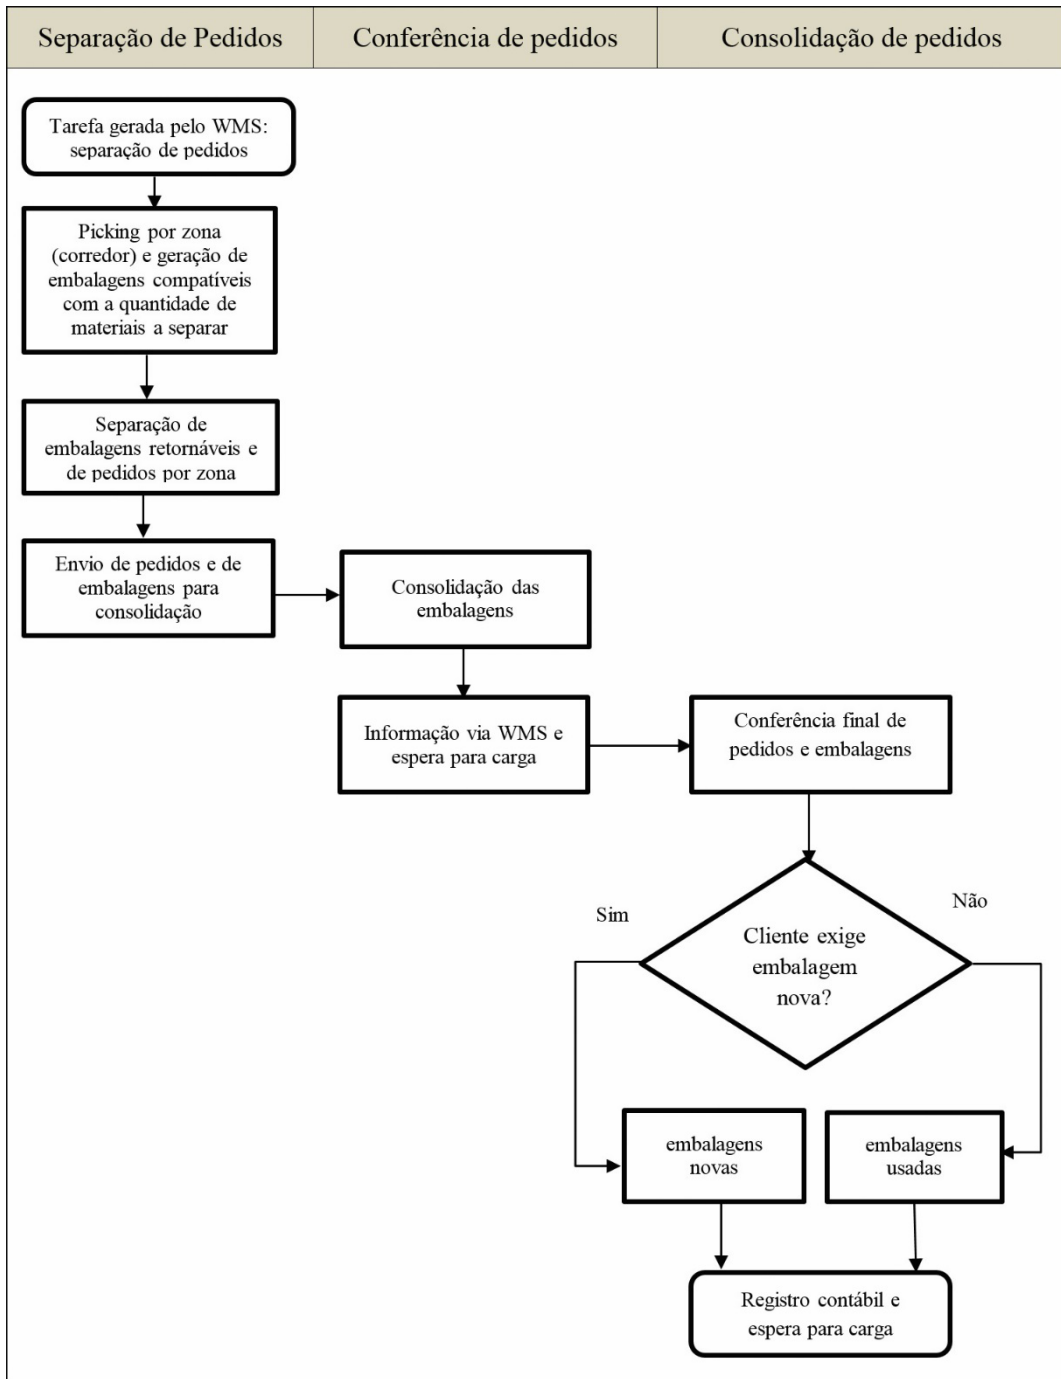 Separação de Pedidos
Conferência de pedidos
Consolidação de pedidos
Tarefa gerada pelo WMS:
separação de pedidos
Picking por zona
(corredor) e geração de
embalagens compatíveis
com a quantidade de
materiais a separar
Separação de
embalagens retornáveis e
de pedidos por zona
Envio de pedidos e de
embalagens para
consolidação
Consolidação das
embalagens
Informação via WMS e
espera para carga
Conferência final de
pedidos e embalagens
Cliente exige
embalagem
nova?
Sim
Não
embalagens
novas
embalagens
usadas
Registro contábil e
espera para carga